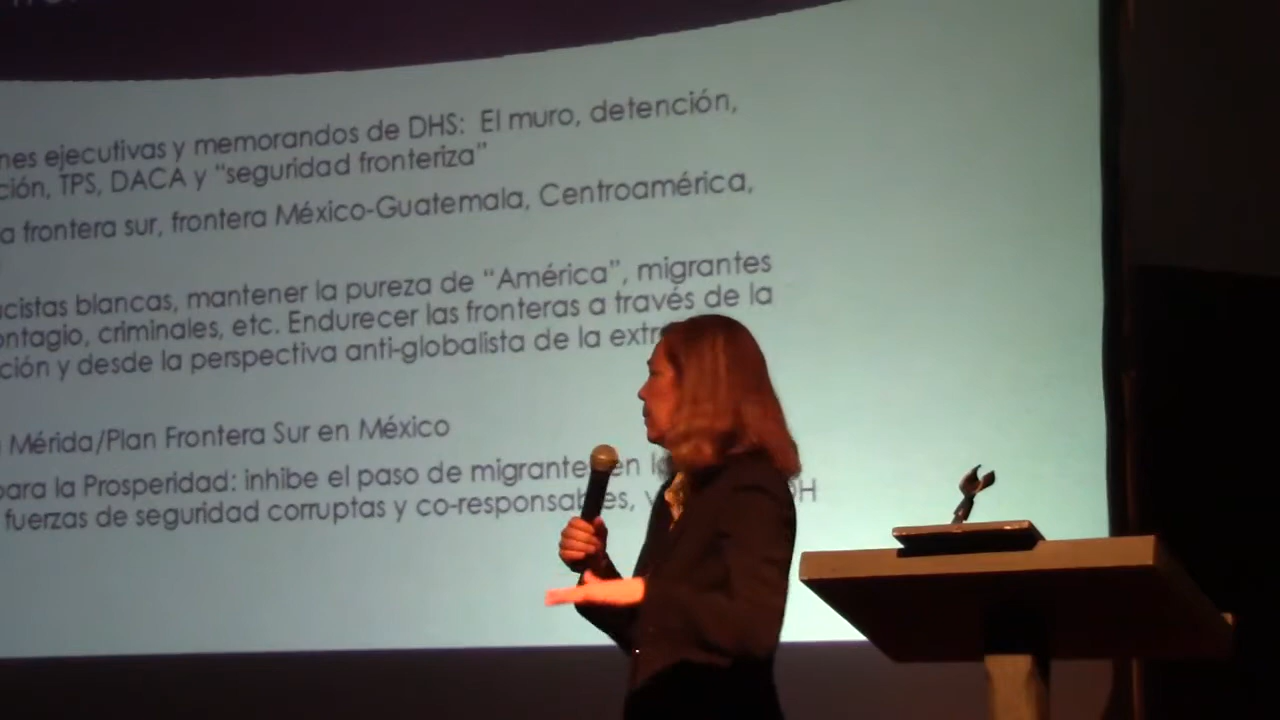 nes ejecutivas y memorandos de DHS: El muro, detención,
ción, TPS, DACA y "seguridad fronteriza"
a frontera sur, frontera México-Guatemala, Centroamérica,
cistas blancas, mantener la pureza de "América", migrantes
ontagio, criminales, etc. Endurecer las fronteras a través de la
ción y desde la perspectiva anti-globalista de la extr
Mérida/Plan Frontera Sur en México
para la Prosperidad: inhibe el paso de migrantes en l
fuerzas de seguridad corruptas y co-responsables, y H